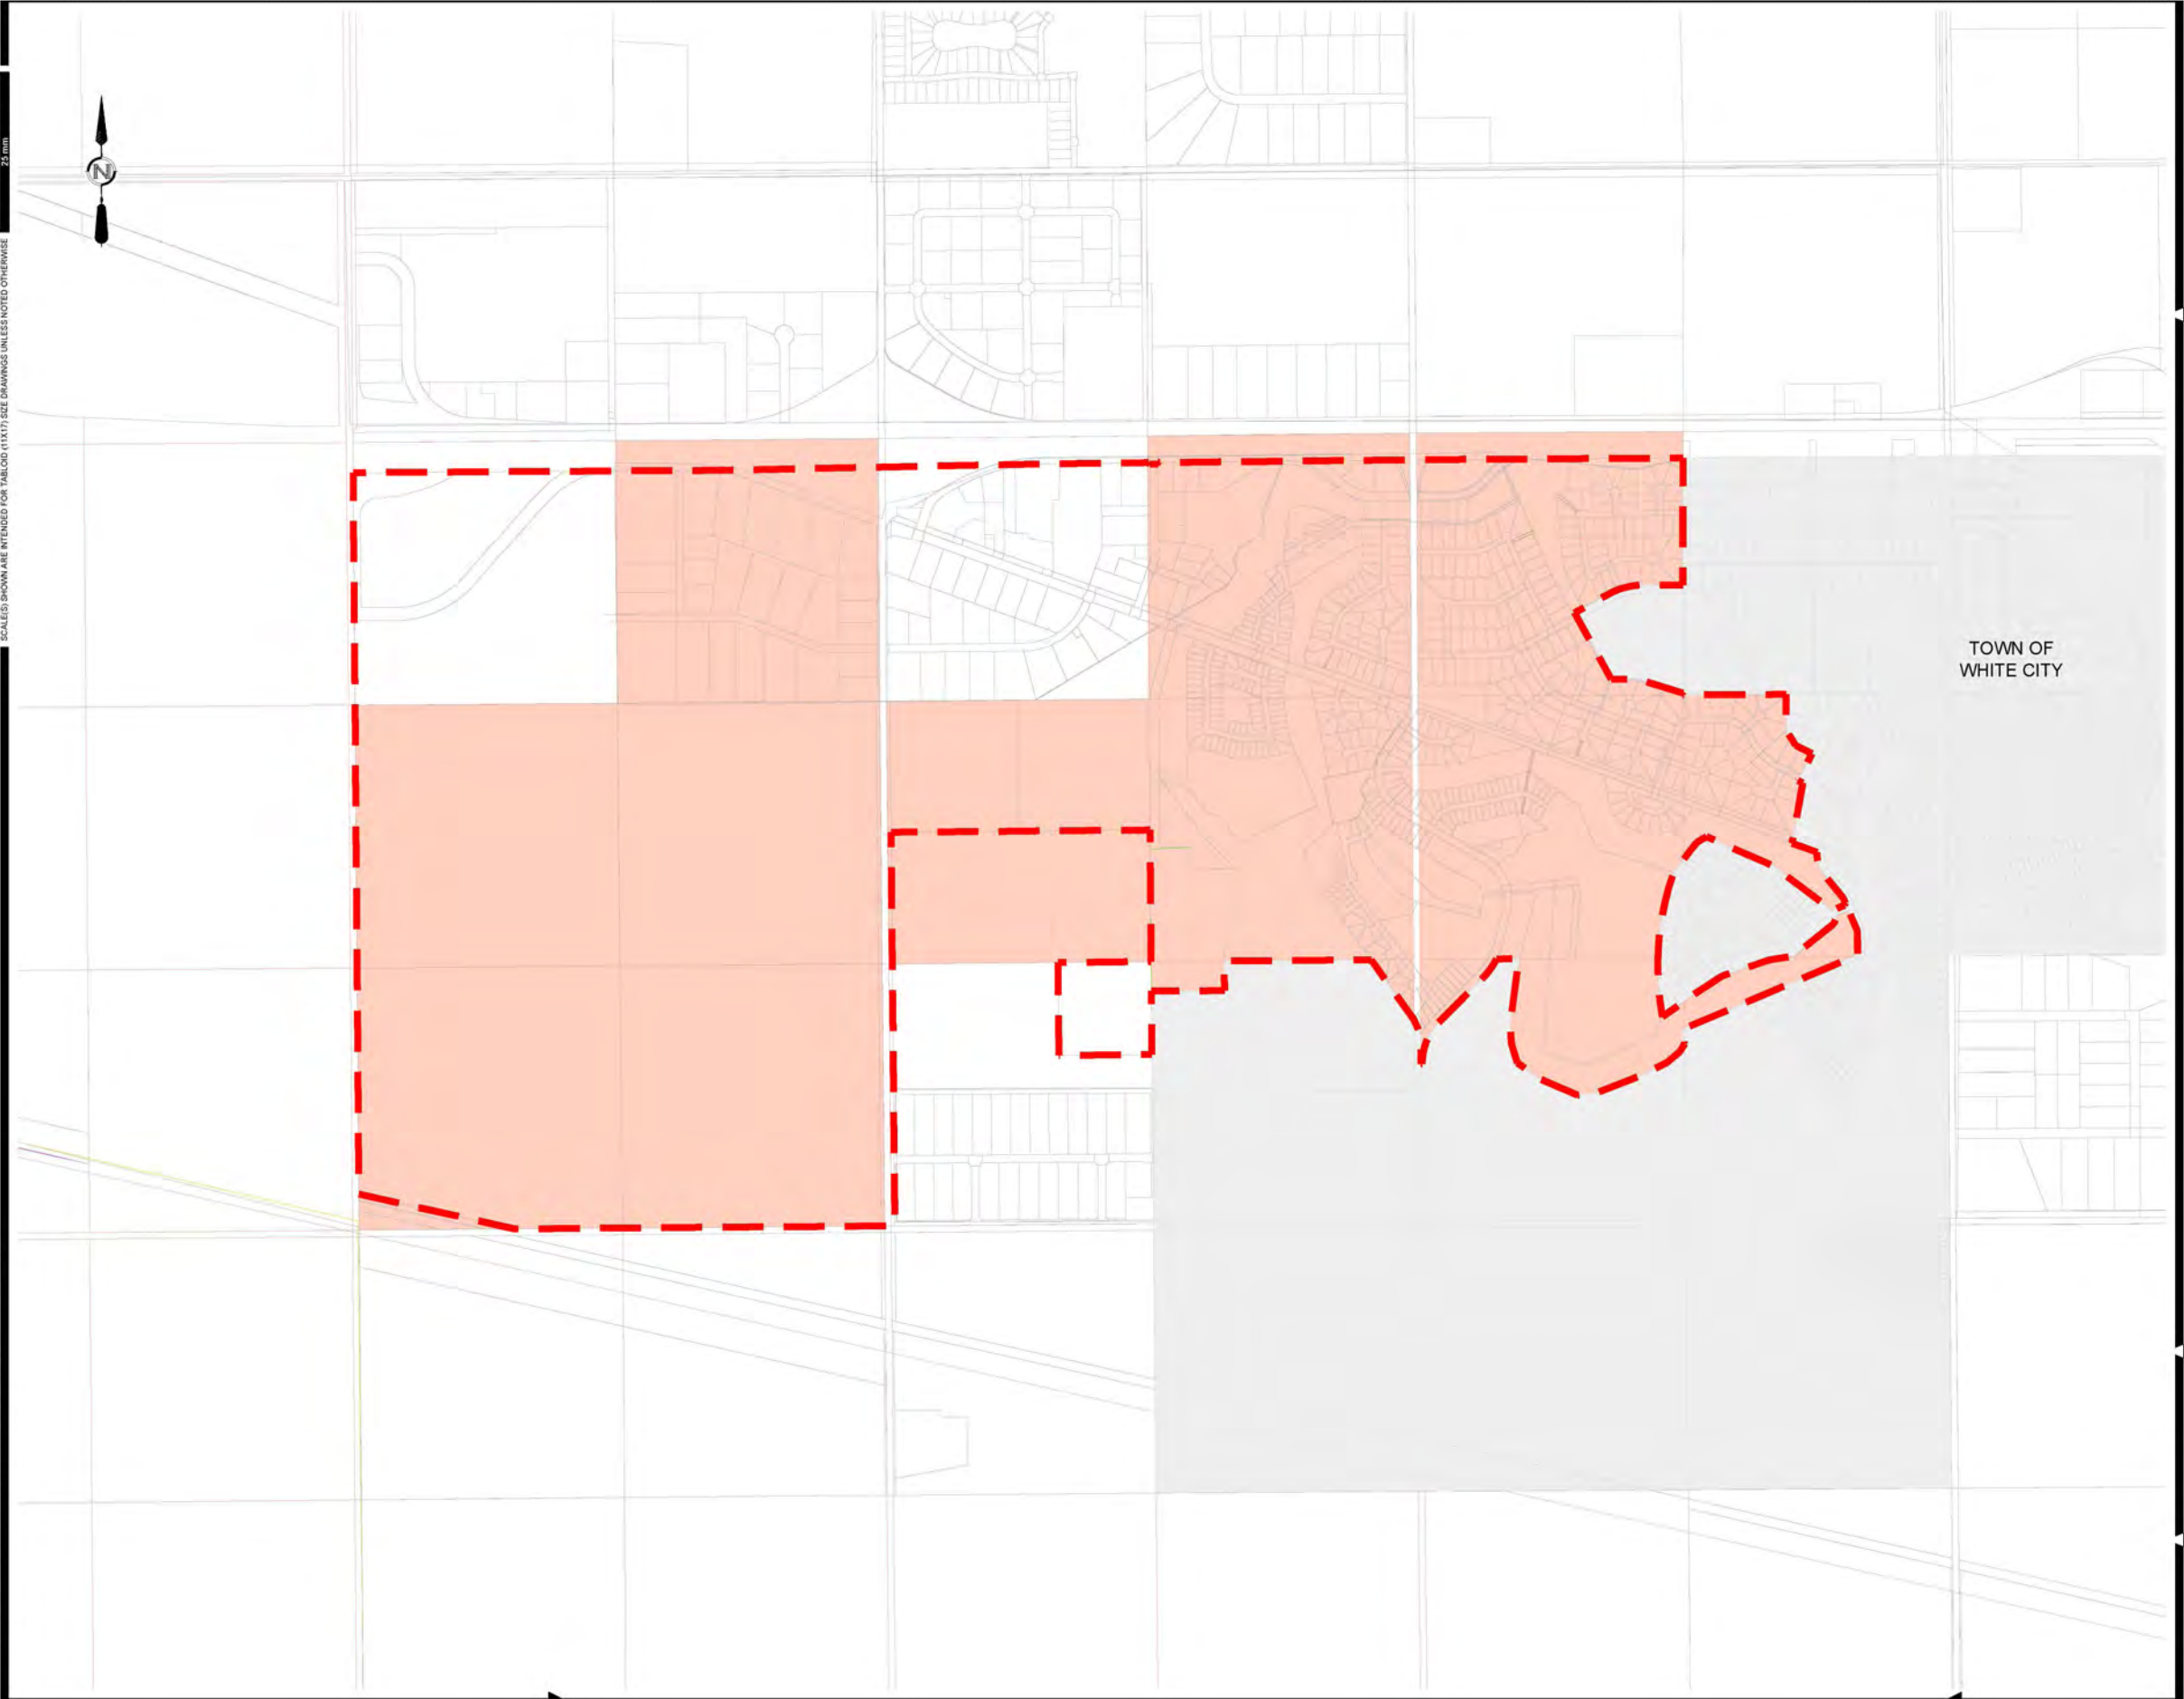 25 mm
SCALE(S) SHOWN ARE INTENDED FOR TABLOID (11X17) SIZE DRAWINGS UNLESS NOTED OTHERWISE
N
TOWN OF
WHITE CITY